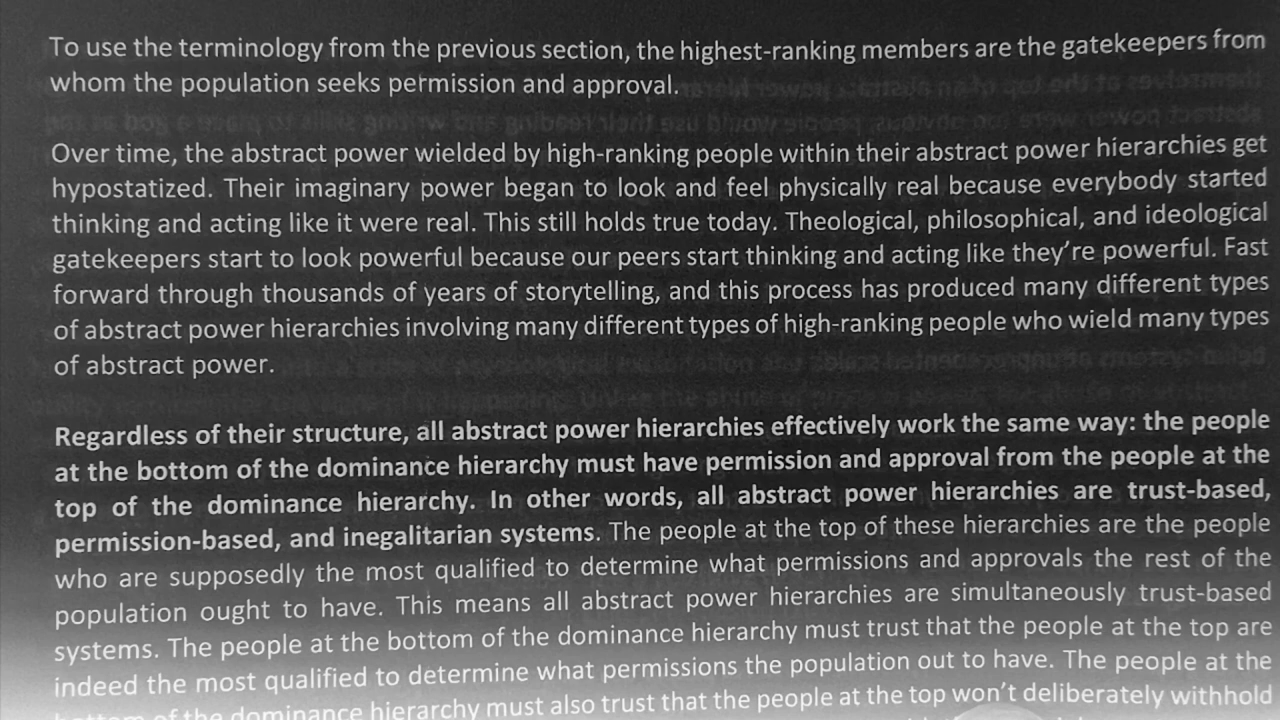 To use the terminology from the previous section, the highest-ranking members are the gatekeepers from
whom the population seeks permission and approval.
Over time, the abstract power wielded by high-ranking people within their abstract power hierarchies get
hypostatized. Their imaginary power began to look and feel physically real because everybody started
thinking and acting like it were real. This still holds true today. Theological, philosophical, and ideological
gatekeepers start to look powerful because our peers start thinking and acting like they're powerful. Fast
forward through thousands of years of storytelling, and this process has produced many different types
of abstract power hierarchies involving many different types of high-ranking people who wield many types
of abstract power.
Regardless of their structure, all abstract power hierarchies effectively work the same way: the people
at the bottom of the dominance hierarchy must have permission and approval from the people at the
top of the dominance hierarchy. In other words, all abstract power hierarchies are trust-based,
permission-based, and inegalitarian systems. The people at the top of these hierarchies are the people
who are supposedly the most qualified to determine what permissions and approvals the rest of the
population ought to have. This means all abstract power hierarchies are simultaneously trust-based
systems. The people at the bottom of the dominance hierarchy must trust that the people at the top are
indeed the most qualified to determine what permissions the population out to have. The people at the
bottom of the dominance hierarchy must also trust that the people at the top won't deliberately withhold